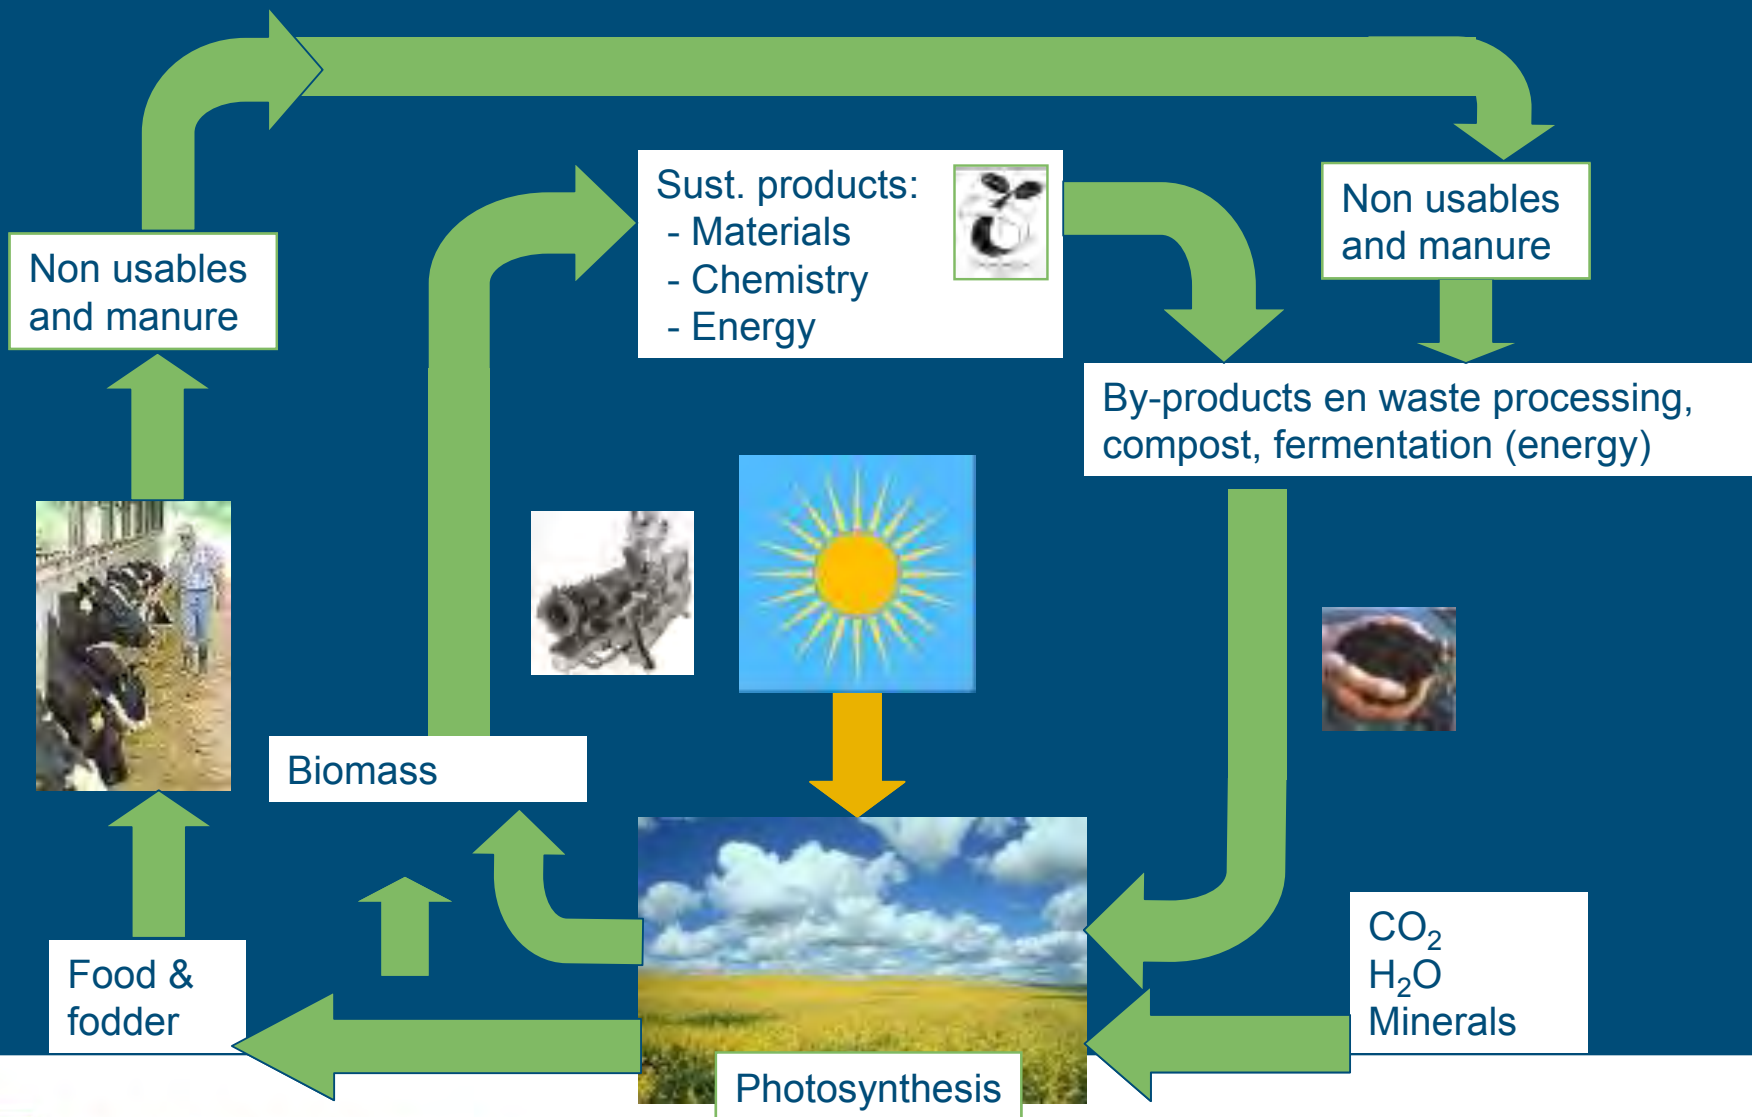 Sust. products:
- Materials
- Chemistry
- Energy
Non usables
and manure
Non usables
and manure
By-products en waste processing,
compost, fermentation (energy)
Biomass
Food &
fodder
CO₂
H₂O
Minerals
Photosynthesis